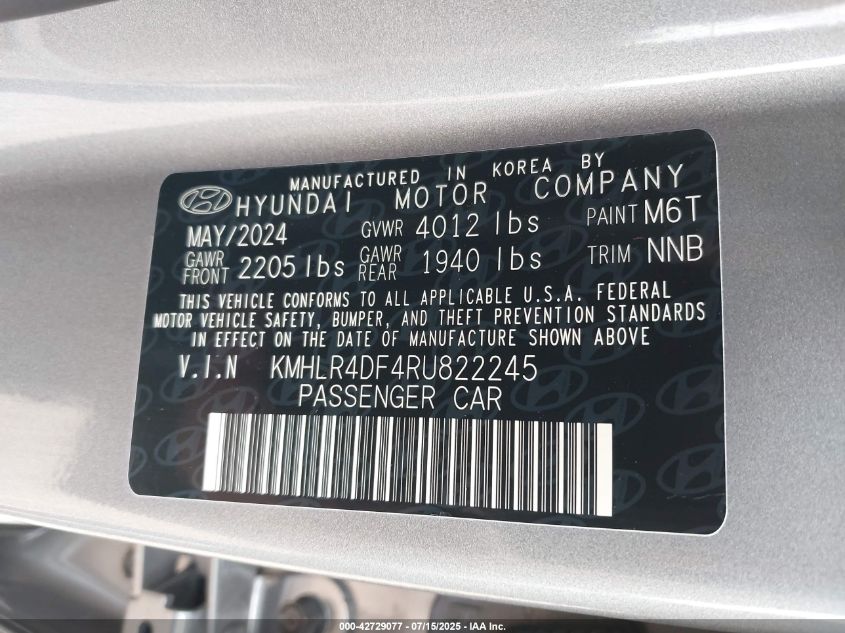 MANUFACTURED IN KOREA BY
HYUNDAI MOTOR COMPANY
MAY/2024 GVWR 4012 lbs PAINT M6T
GAWR FRONT 2205 lbs GAWR REAR 1940 lbs TRIM NNB
THIS VEHICLE CONFORMS TO ALL APPLICABLE U.S.A. FEDERAL
MOTOR VEHICLE SAFETY, BUMPER, AND THEFT PREVENTION STANDARDS
IN EFFECT ON THE DATE OF MANUFACTURE SHOWN ABOVE
V.I.N KMHLR4DF4RU822245
PASSENGER CAR
000-42729077 - 07/15/2025 - IAA Inc.